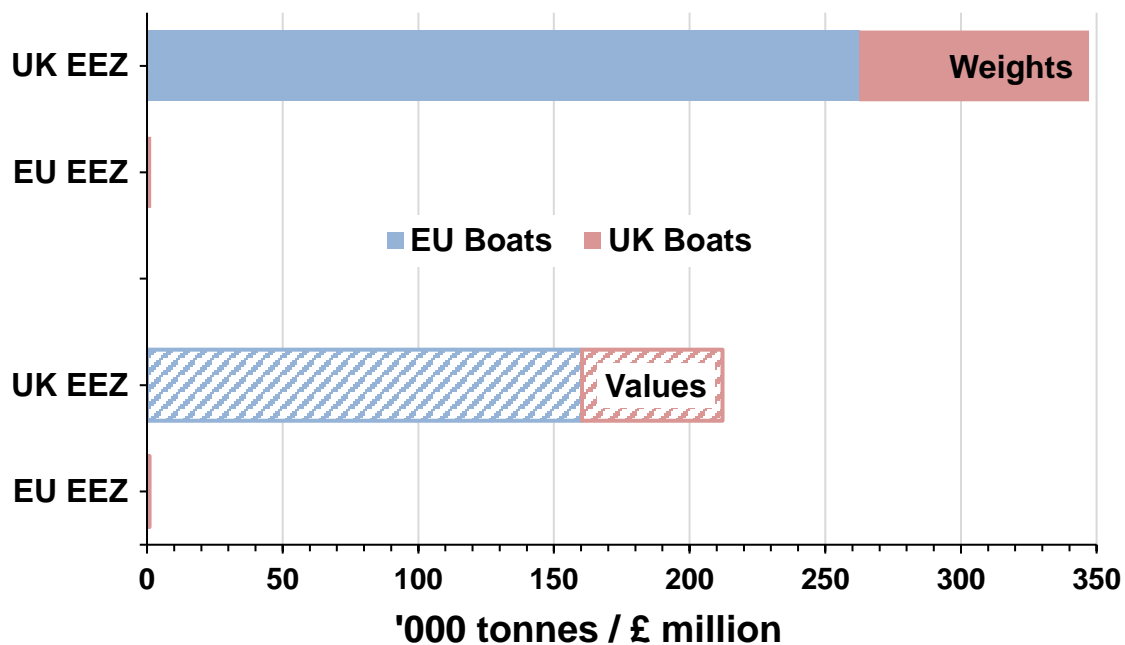 UK EEZ
Weights
EU EEZ
EU Boats UK Boats
UK EEZ
Values
EU EEZ
0 50 100 150 200 250 300 350
'000 tonnes / £ million